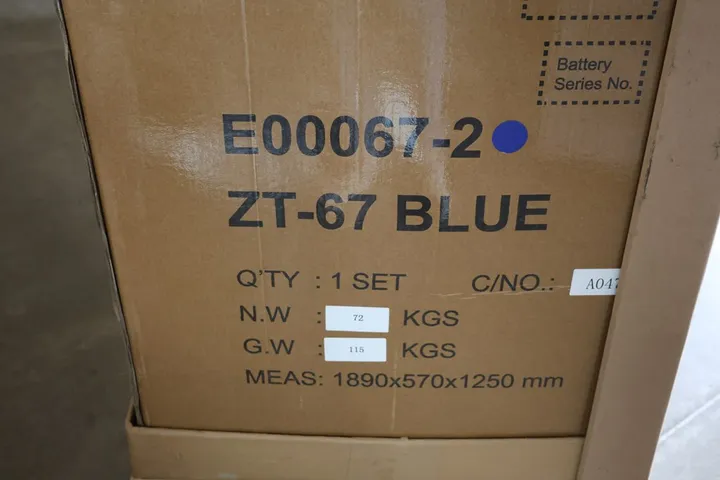 Battery
Series No.
E00067-2
ZT-67 BLUE
Q'TY : 1 SET C/NO.: A047
N.W : 72 KGS
G.W : 115 KGS
MEAS: 1890x570x1250 mm